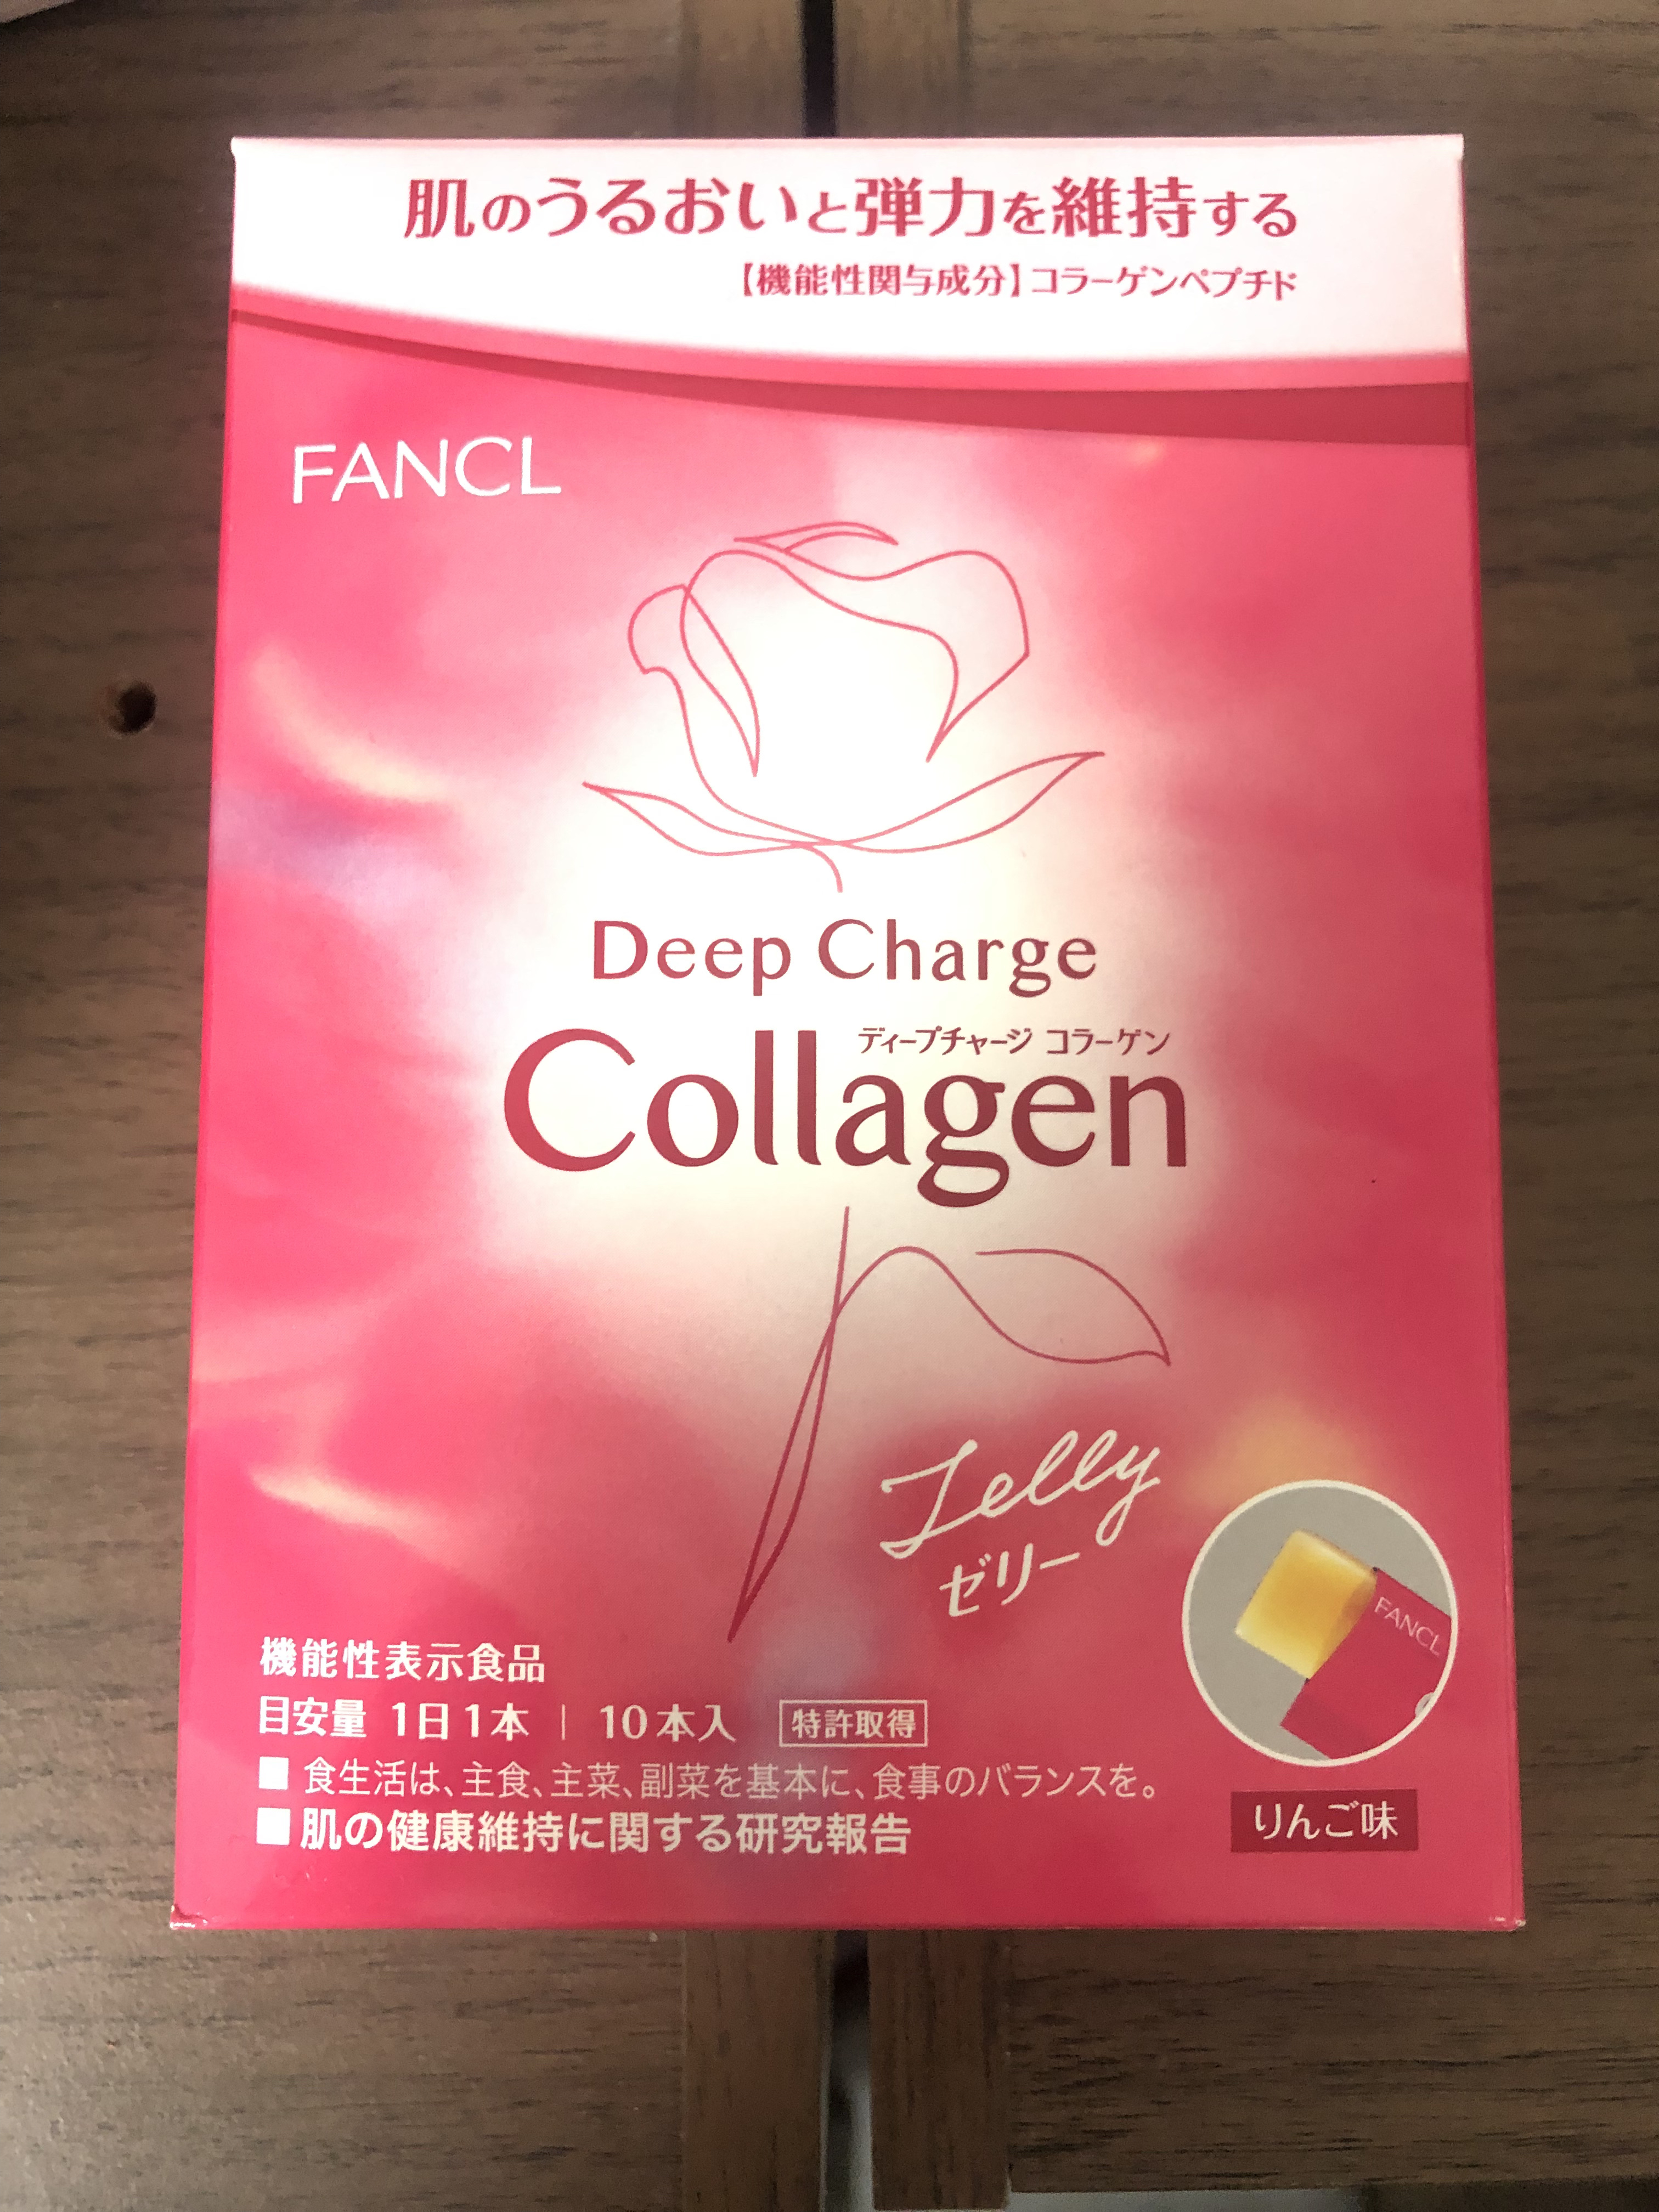 肌のうるおいと弾力を維持する
【機能性関与成分】コラーゲンペプチド
FANCL
Deep Charge
ディープチャージ コラーゲン
Collagen
Jelly
ゼリー
FANCL
りんご味
機能性表示食品
目安量 1日1本 | 10本入 特許取得
■ 食生活は、主食、主菜、副菜を基本に、食事のバランスを。
■ 肌の健康維持に関する研究報告